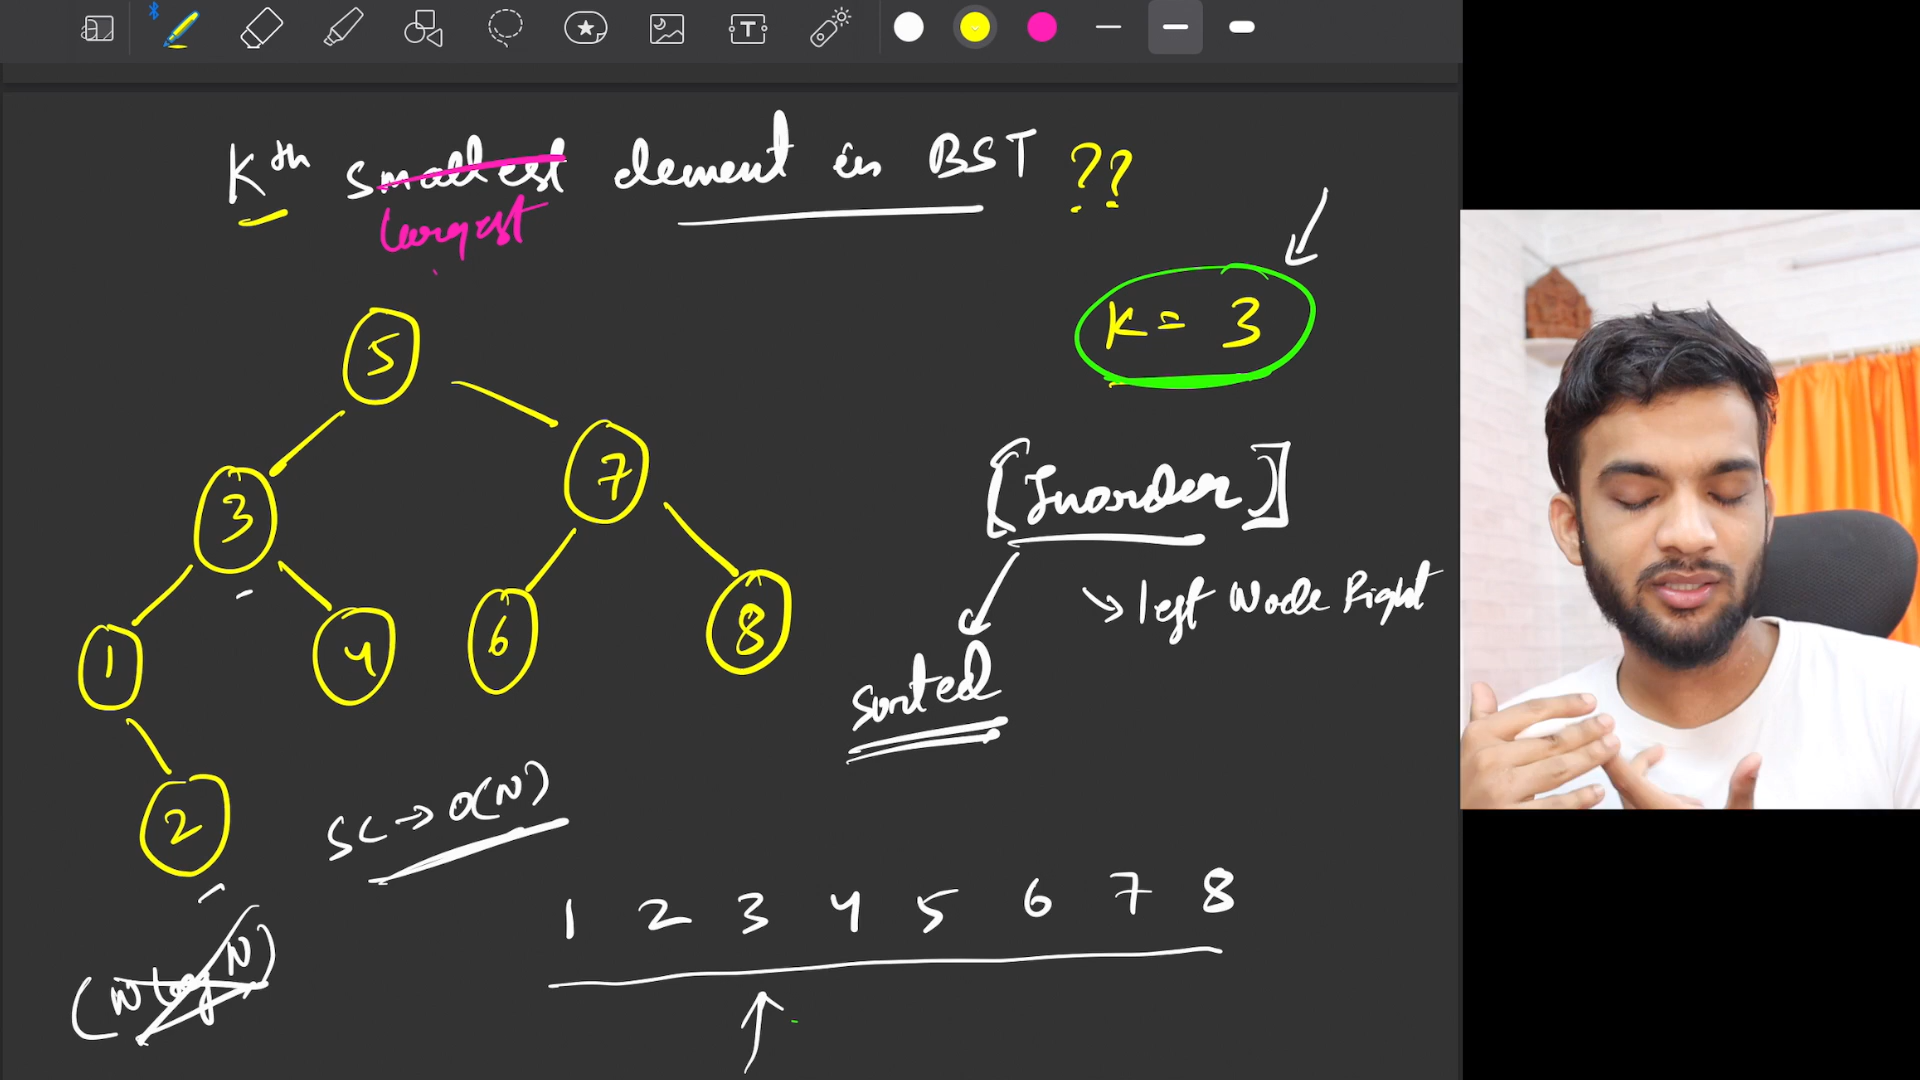 Kth smallest element in BST ??
largest
K = 3
5
3
7
[Inorder]
1
4
6
8
left Node Right
sorted
2
SC → O(N)
1 2 3 4 5 6 7 8
(N log N)